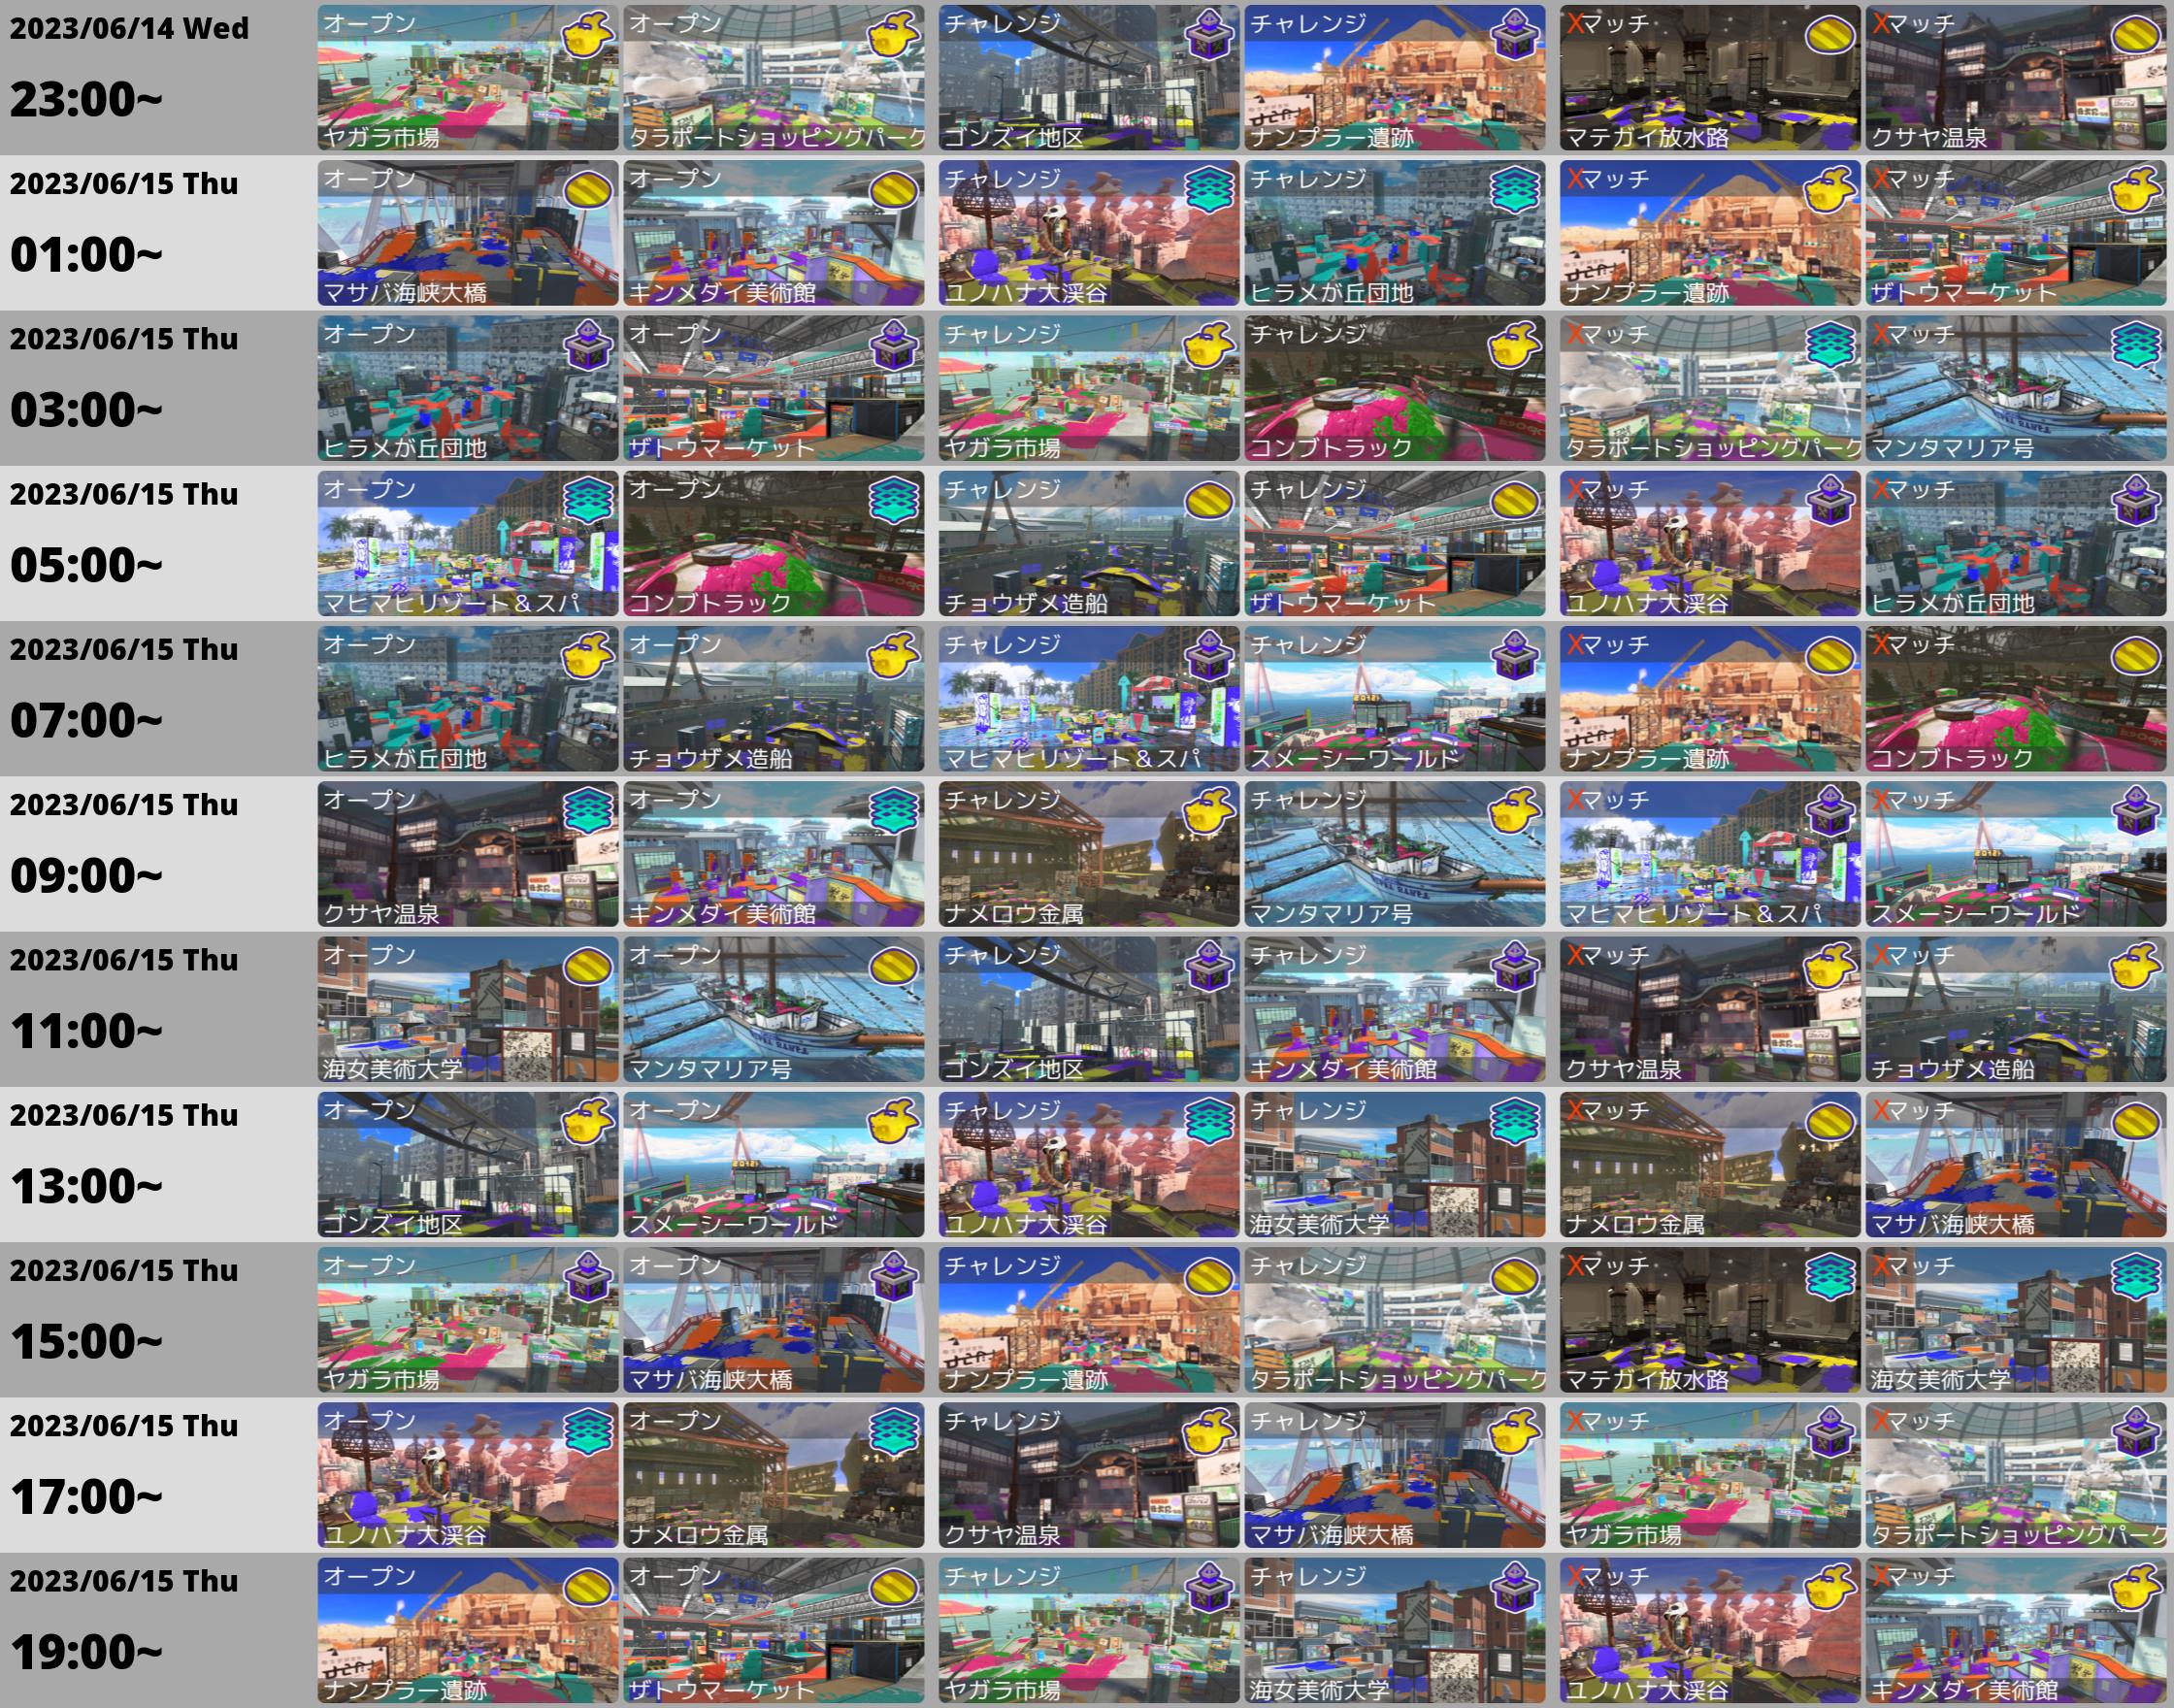 2023/06/14 Wed
23:00~
オープン オープン チャレンジ チャレンジ Xマッチ Xマッチ
ヤガラ市場 タラポートショッピングパーク ゴンズイ地区 ナンプラー遺跡 マテガイ放水路 クサヤ温泉
2023/06/15 Thu
01:00~
オープン オープン チャレンジ チャレンジ Xマッチ Xマッチ
マサバ海峡大橋 キンメダイ美術館 ユノハナ大渓谷 ヒラメが丘団地 ナンプラー遺跡 ザトウマーケット
2023/06/15 Thu
03:00~
オープン オープン チャレンジ チャレンジ Xマッチ Xマッチ
ヒラメが丘団地 ザトウマーケット ヤガラ市場 コンブトラック タラポートショッピングパーク マンタマリア号
2023/06/15 Thu
05:00~
オープン オープン チャレンジ チャレンジ Xマッチ Xマッチ
マヒマヒリゾート＆スパ コンブトラック チョウザメ造船 ザトウマーケット ユノハナ大渓谷 ヒラメが丘団地
2023/06/15 Thu
07:00~
オープン オープン チャレンジ チャレンジ Xマッチ Xマッチ
ヒラメが丘団地 チョウザメ造船 マヒマヒリゾート＆スパ スメーシーワールド ナンプラー遺跡 コンブトラック
2023/06/15 Thu
09:00~
オープン オープン チャレンジ チャレンジ Xマッチ Xマッチ
クサヤ温泉 キンメダイ美術館 ナメロウ金属 マンタマリア号 マヒマヒリゾート＆スパ スメーシーワールド
2023/06/15 Thu
11:00~
オープン オープン チャレンジ チャレンジ Xマッチ Xマッチ
海女美術大学 マンタマリア号 ゴンズイ地区 キンメダイ美術館 クサヤ温泉 チョウザメ造船
2023/06/15 Thu
13:00~
オープン オープン チャレンジ チャレンジ Xマッチ Xマッチ
ゴンズイ地区 スメーシーワールド ユノハナ大渓谷 海女美術大学 ナメロウ金属 マサバ海峡大橋
2023/06/15 Thu
15:00~
オープン オープン チャレンジ チャレンジ Xマッチ Xマッチ
ヤガラ市場 マサバ海峡大橋 ナンプラー遺跡 タラポートショッピングパーク マテガイ放水路 海女美術大学
2023/06/15 Thu
17:00~
オープン オープン チャレンジ チャレンジ Xマッチ Xマッチ
ユノハナ大渓谷 ナメロウ金属 クサヤ温泉 マサバ海峡大橋 ヤガラ市場 タラポートショッピングパーク
2023/06/15 Thu
19:00~
オープン オープン チャレンジ チャレンジ Xマッチ Xマッチ
ナンプラー遺跡 ザトウマーケット ヤガラ市場 海女美術大学 ユノハナ大渓谷 キンメダイ美術館